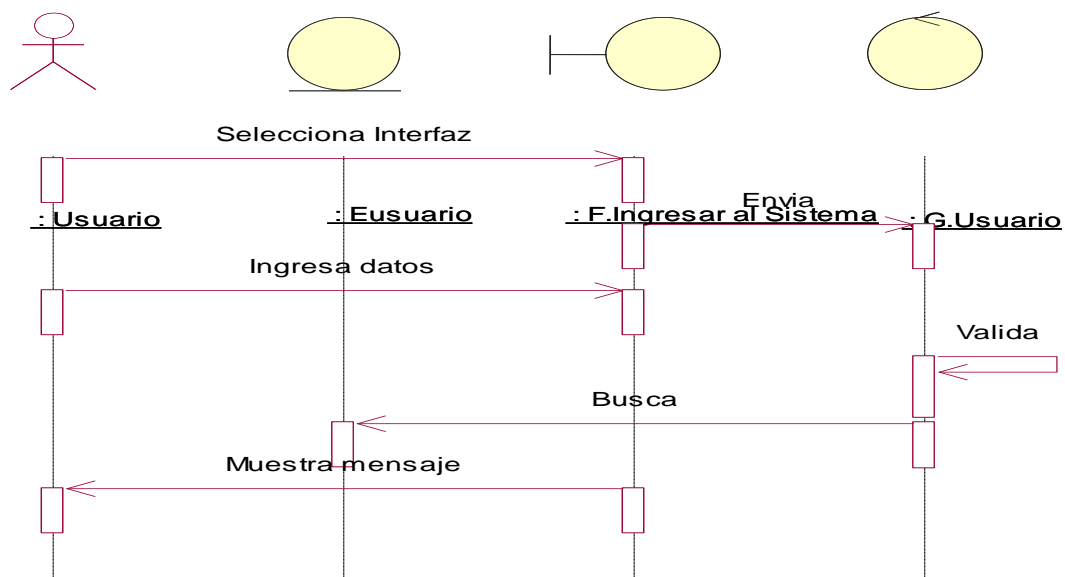 Selecciona Interfaz
Envia
: Usuario
: Eusuario
: F.Ingresar al Sistema
: G.Usuario
Ingresa datos
Valida
Busca
Muestra mensaje